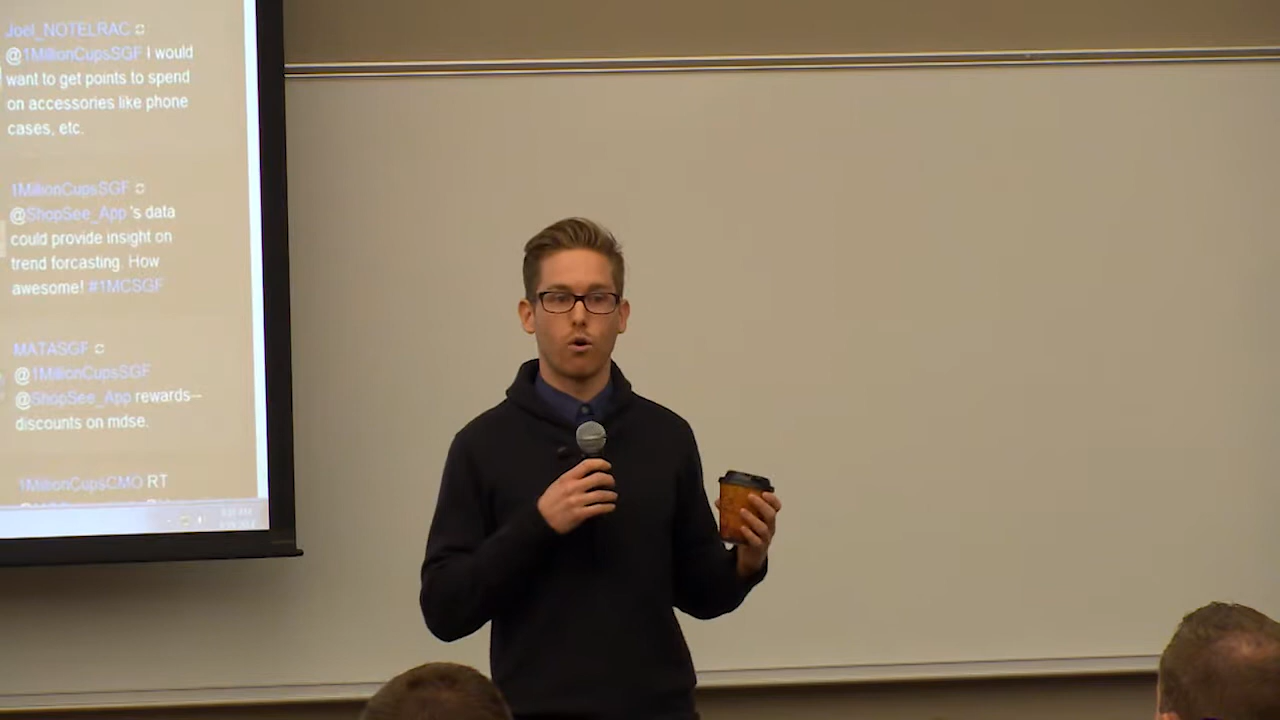 Joel_NOTELRAC
@1MillionCupsSGF I would
want to get points to spend
on accessories like phone
cases, etc.
1MillionCupsSGF
@ShopSee_App 's data
could provide insight on
trend forcasting. How
awesome! #1MCSGF
MATASGF
@1MillionCupsSGF
@ShopSee_App rewards--
discounts on mdse.
1MillionCupsCMO RT